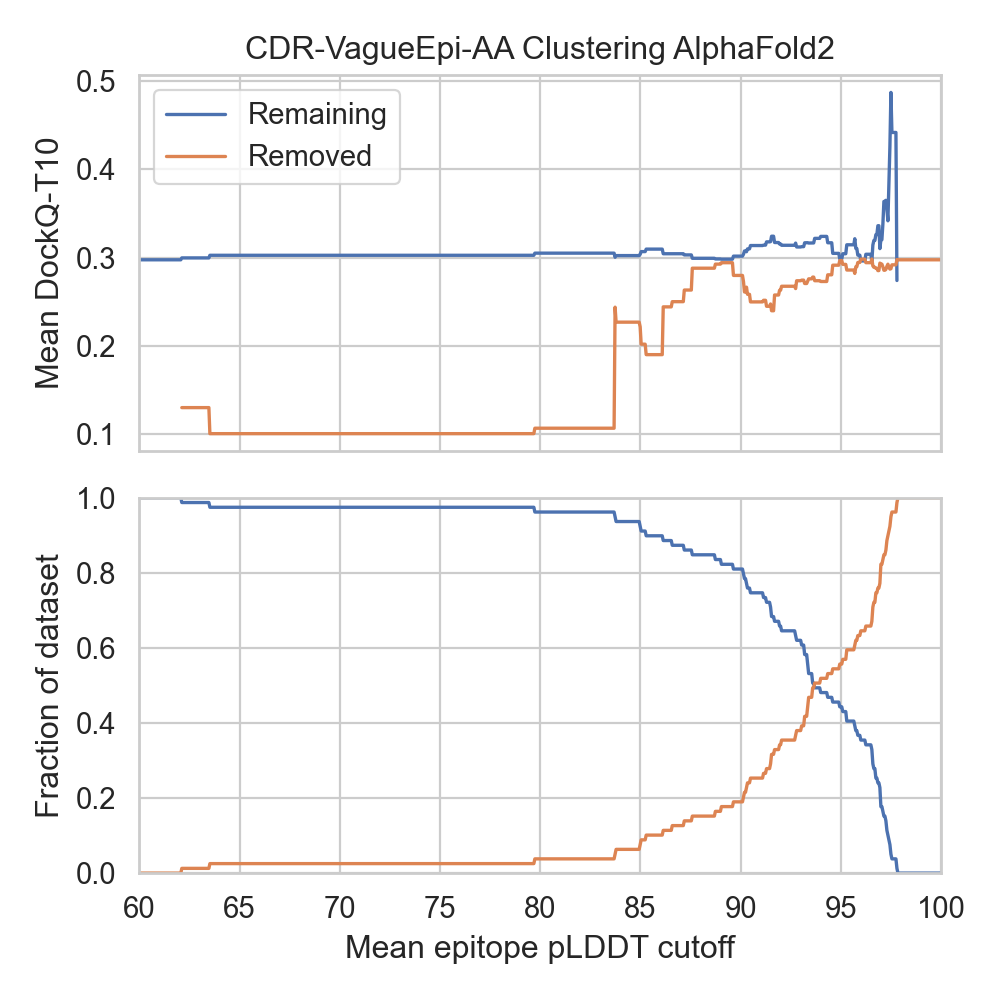 CDR-VagueEpi-AA Clustering AlphaFold2
0.5
0.4
0.3
0.2
0.1
Mean DockQ-T10
Remaining
Removed
1.0
0.8
0.6
0.4
0.2
0.0
Fraction of dataset
60 65 70 75 80 85 90 95 100
Mean epitope pLDDT cutoff